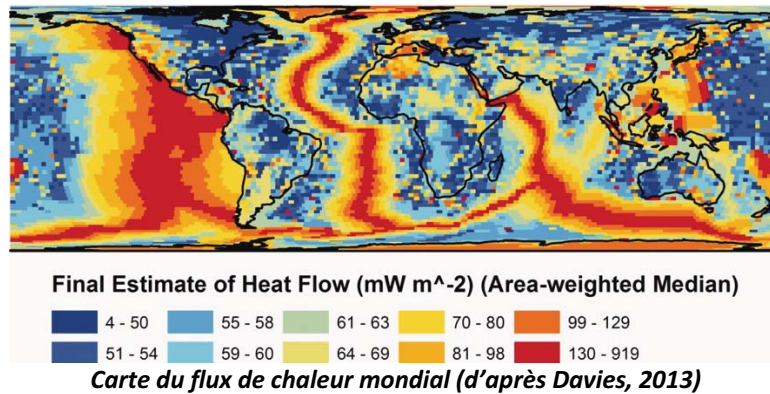 Final Estimate of Heat Flow (mW m^-2) (Area-weighted Median)
4 - 50 55 - 58 61 - 63 70 - 80 99 - 129
51 - 54 59 - 60 64 - 69 81 - 98 130 - 919
Carte du flux de chaleur mondial (d’après Davies, 2013)